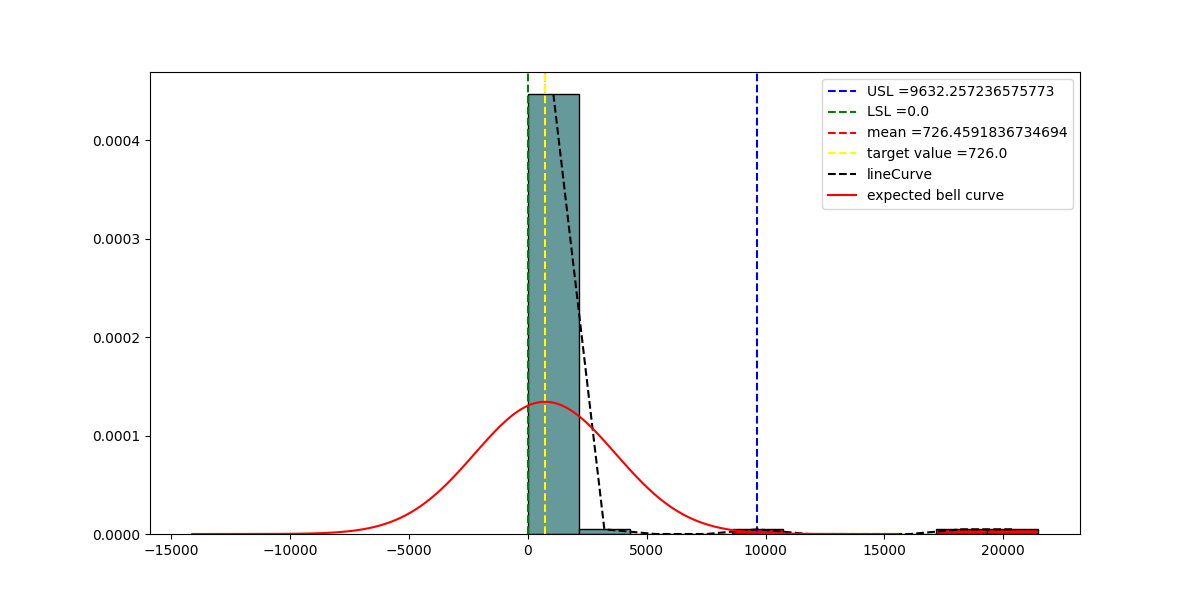 USL =9632.257236575773
LSL =0.0
mean =726.4591836734694
target value =726.0
lineCurve
expected bell curve
0.0004
0.0003
0.0002
0.0001
0.0000
−15000 −10000 −5000 0 5000 10000 15000 20000